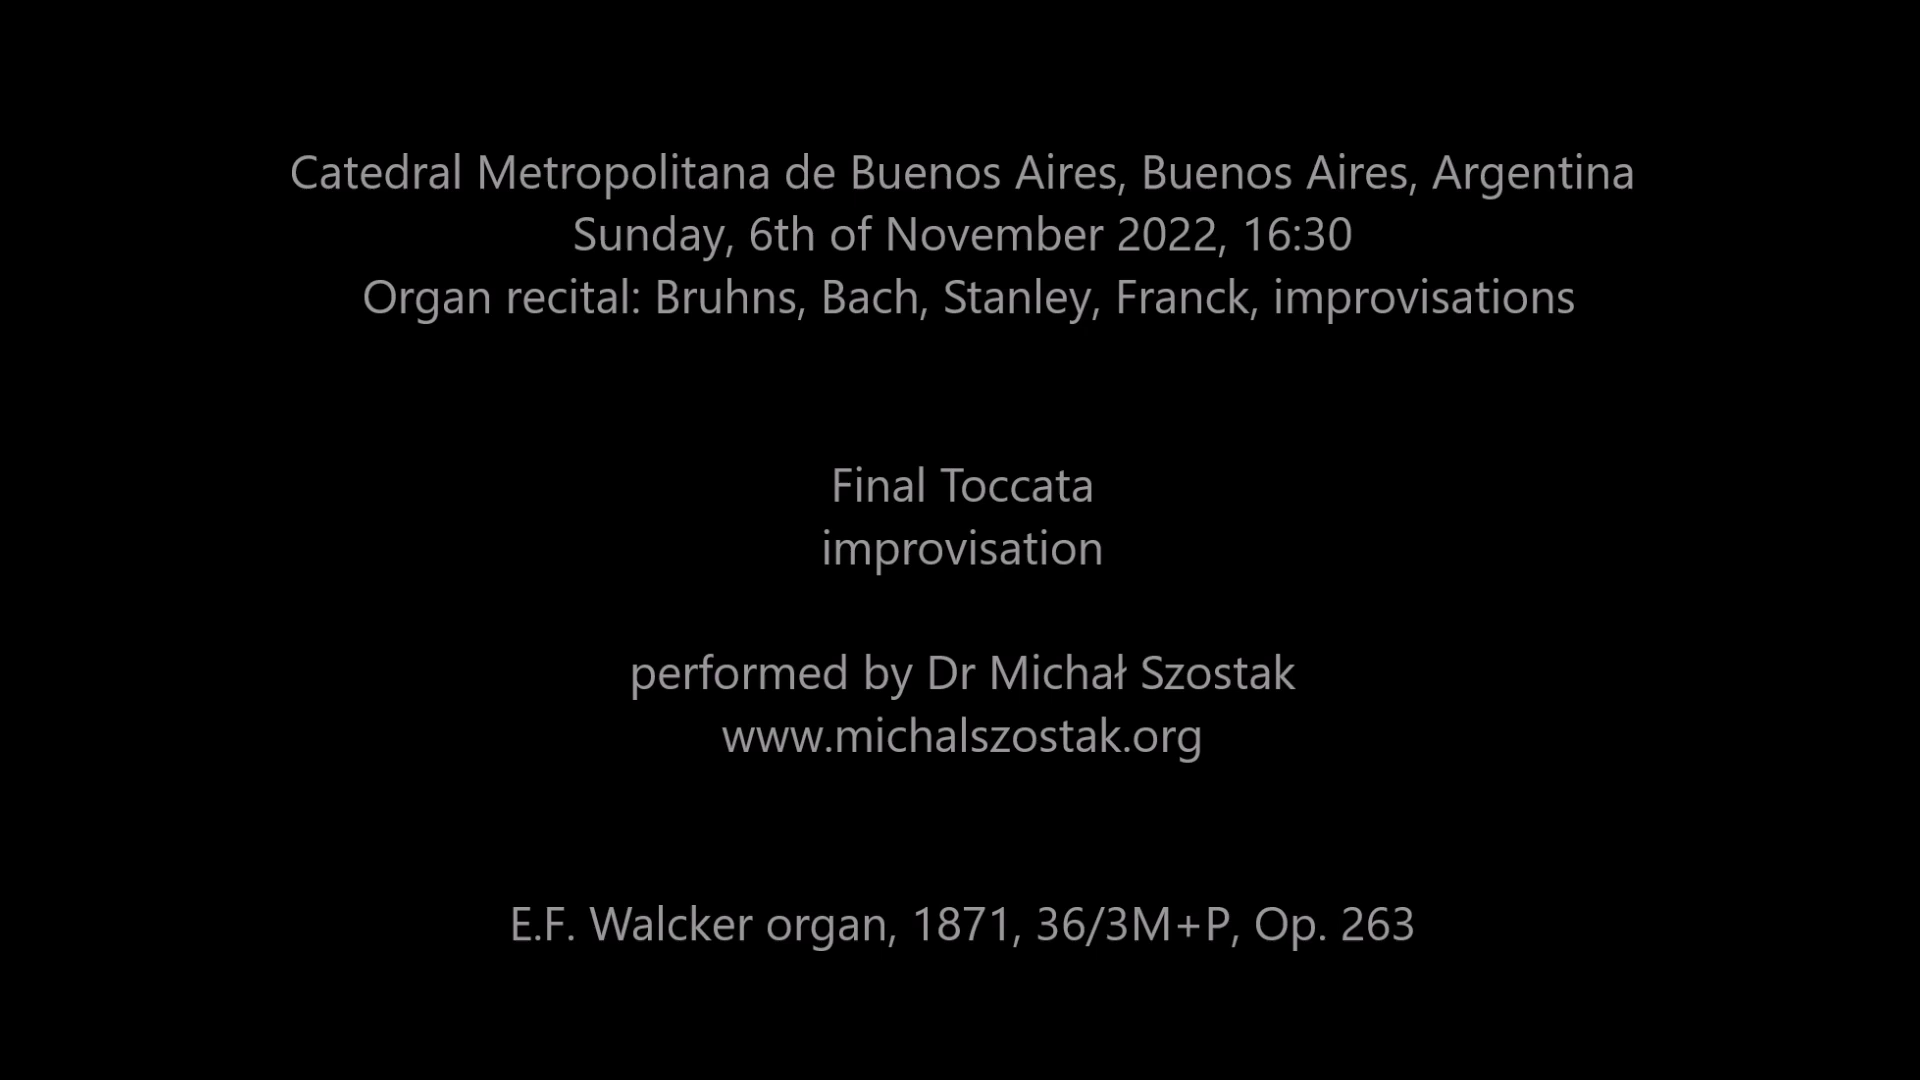 Catedral Metropolitana de Buenos Aires, Buenos Aires, Argentina
Sunday, 6th of November 2022, 16:30
Organ recital: Bruhns, Bach, Stanley, Franck, improvisations
Final Toccata
improvisation
performed by Dr Michał Szostak
www.michalszostak.org
E.F. Walcker organ, 1871, 36/3M+P, Op. 263